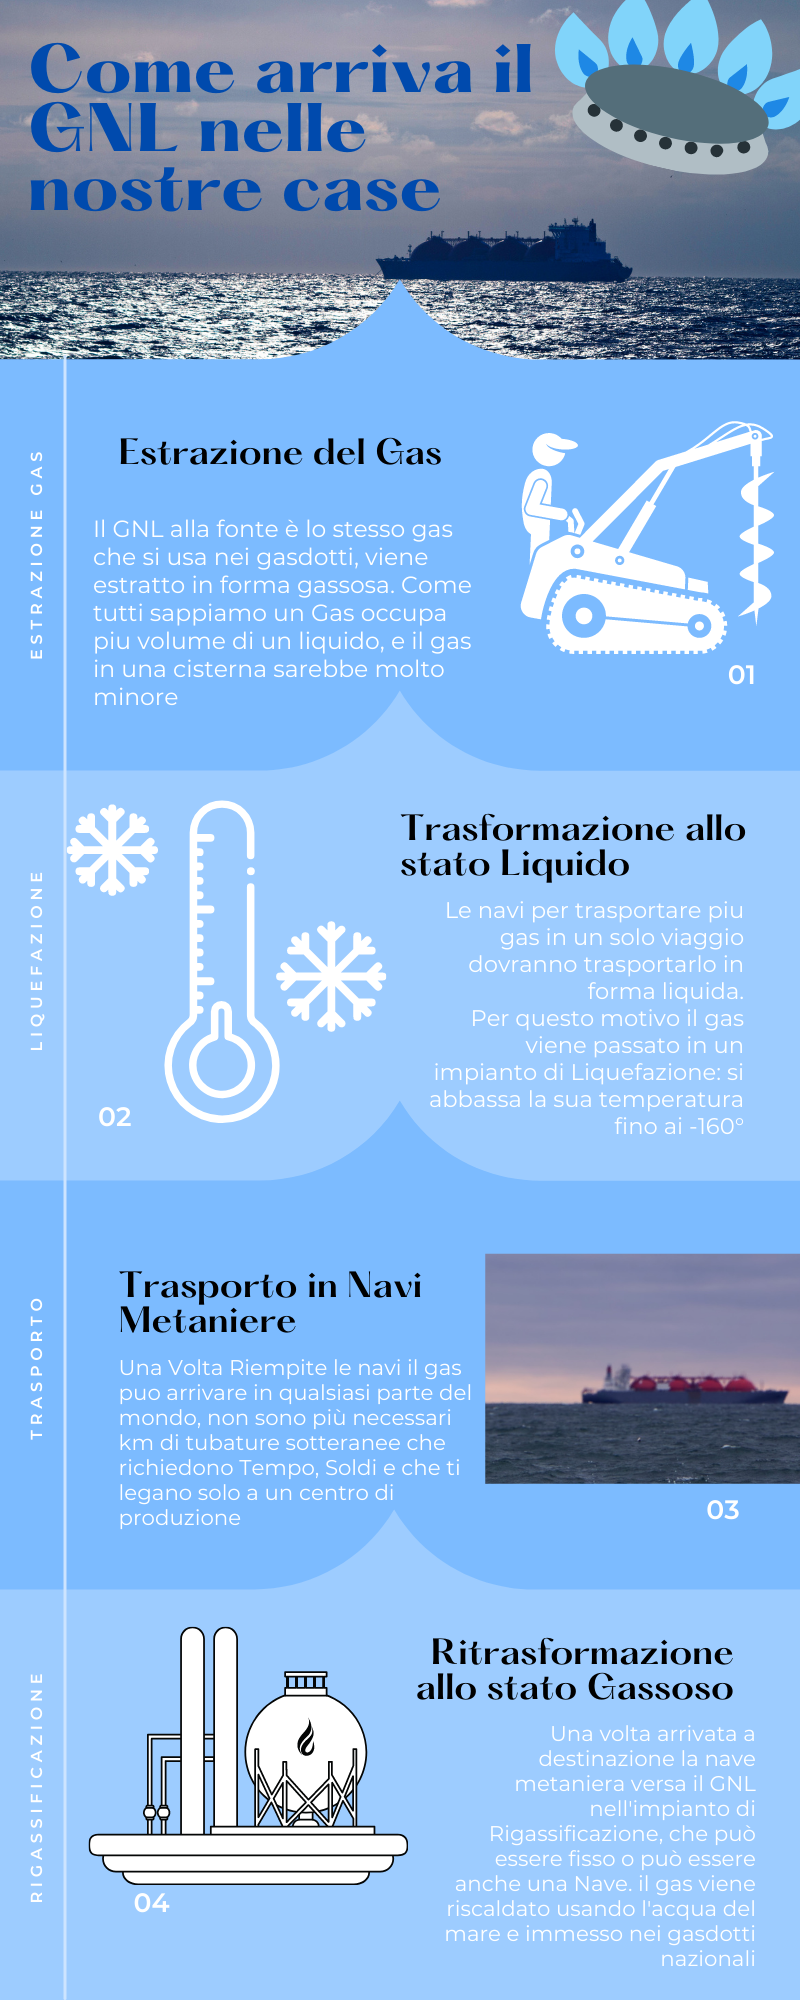 Come arriva il
GNL nelle
nostre case
ESTRAZIONE GAS
Estrazione del Gas
Il GNL alla fonte è lo stesso gas
che si usa nei gasdotti, viene
estratto in forma gassosa. Come
tutti sappiamo un Gas occupa
piu volume di un liquido, e il gas
in una cisterna sarebbe molto
minore
01
LIQUEFAZIONE
Trasformazione allo
stato Liquido
Le navi per trasportare piu
gas in un solo viaggio
dovranno trasportarlo in
forma liquida.
Per questo motivo il gas
viene passato in un
impianto di Liquefazione: si
abbassa la sua temperatura
fino ai -160°
02
TRASPORTO
Trasporto in Navi
Metaniere
Una Volta Riempite le navi il gas
puo arrivare in qualsiasi parte del
mondo, non sono più necessari
km di tubature sotteranee che
richiedono Tempo, Soldi e che ti
legano solo a un centro di
produzione
03
RIGASSIFICAZIONE
Ritrasformazione
allo stato Gassoso
Una volta arrivata a
destinazione la nave
metaniera versa il GNL
nell'impianto di
Rigassificazione, che può
essere fisso o può essere
anche una Nave. il gas viene
riscaldato usando l'acqua del
mare e immesso nei gasdotti
nazionali
04